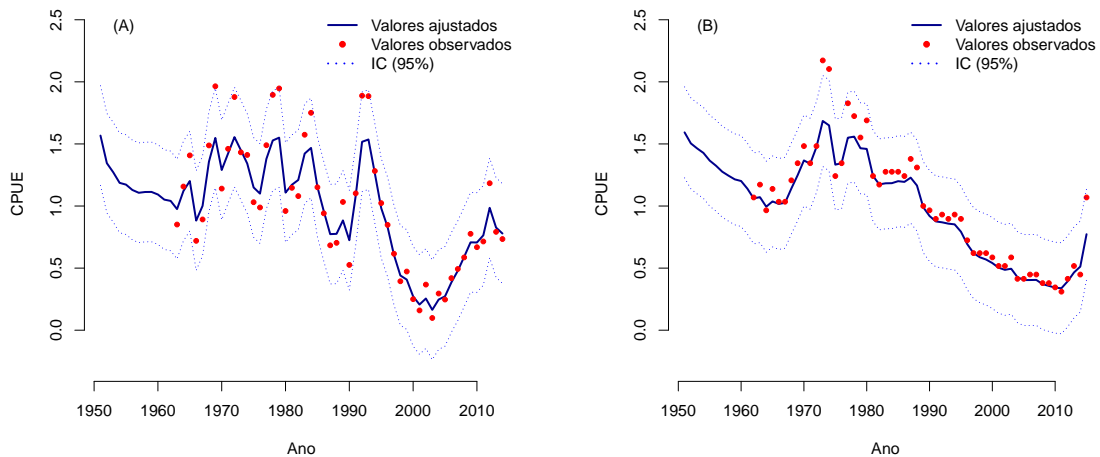 (A)
Valores ajustados
Valores observados
IC (95%)
CPUE
2.5
2.0
1.5
1.0
0.5
0.0
1950 1960 1970 1980 1990 2000 2010
Ano
(B)
Valores ajustados
Valores observados
IC (95%)
CPUE
2.5
2.0
1.5
1.0
0.5
0.0
1950 1960 1970 1980 1990 2000 2010
Ano